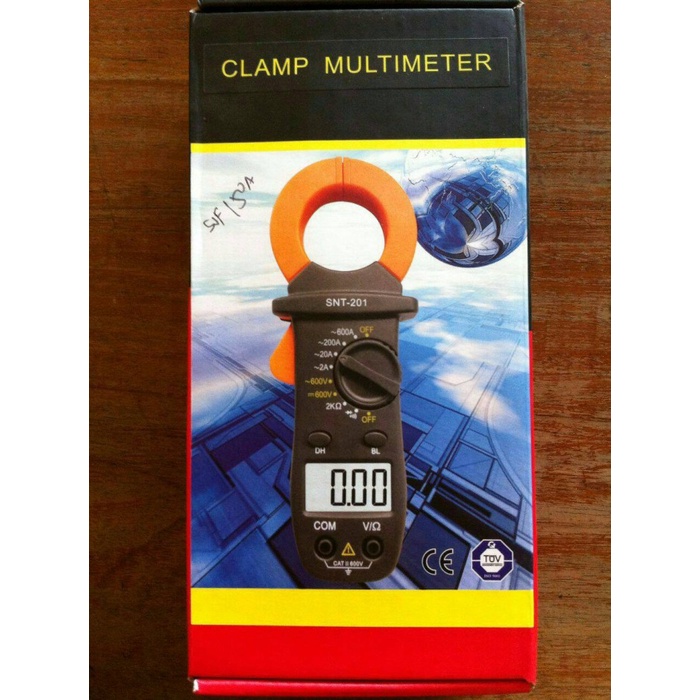 CLAMP MULTIMETER
SNT-201
~600A
OFF
~200A
~20A
~2A
~600V
⎓600V
2KΩ
OFF
DH
BL
0.00
COM
V/Ω
CAT II 600V
CE
TÜV